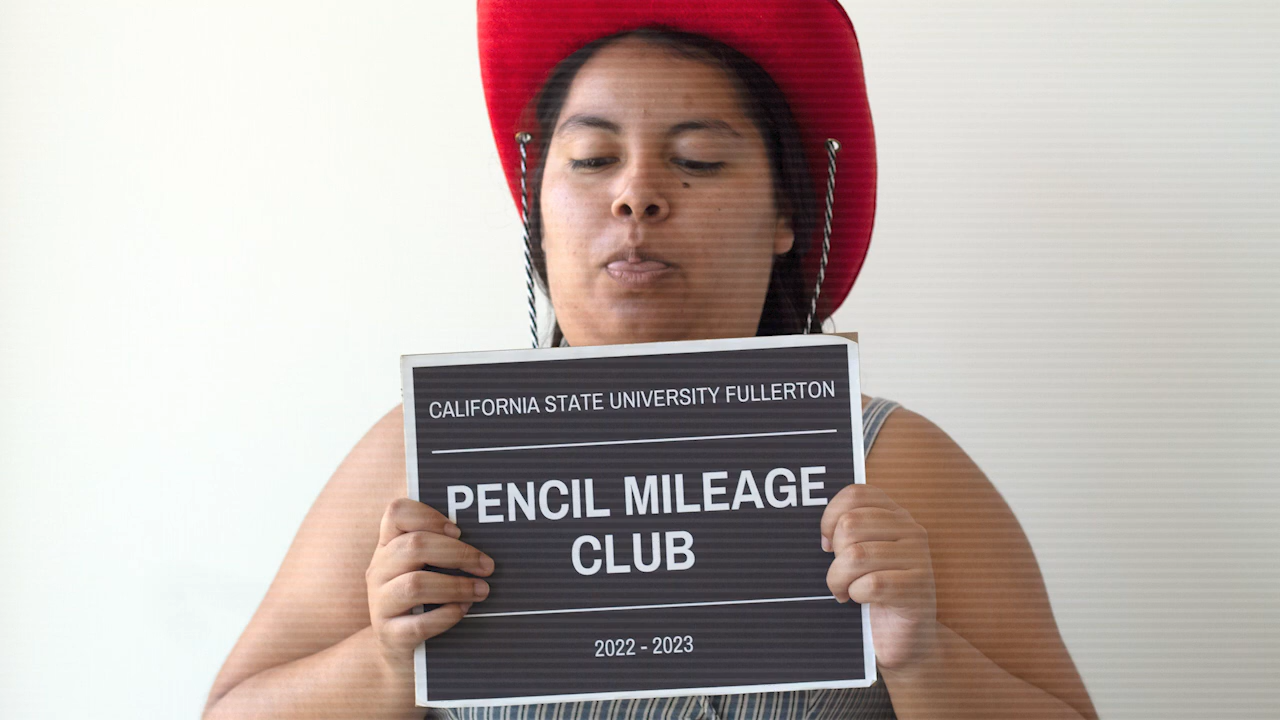 CALIFORNIA STATE UNIVERSITY FULLERTON
PENCIL MILEAGE
CLUB
2022 - 2023